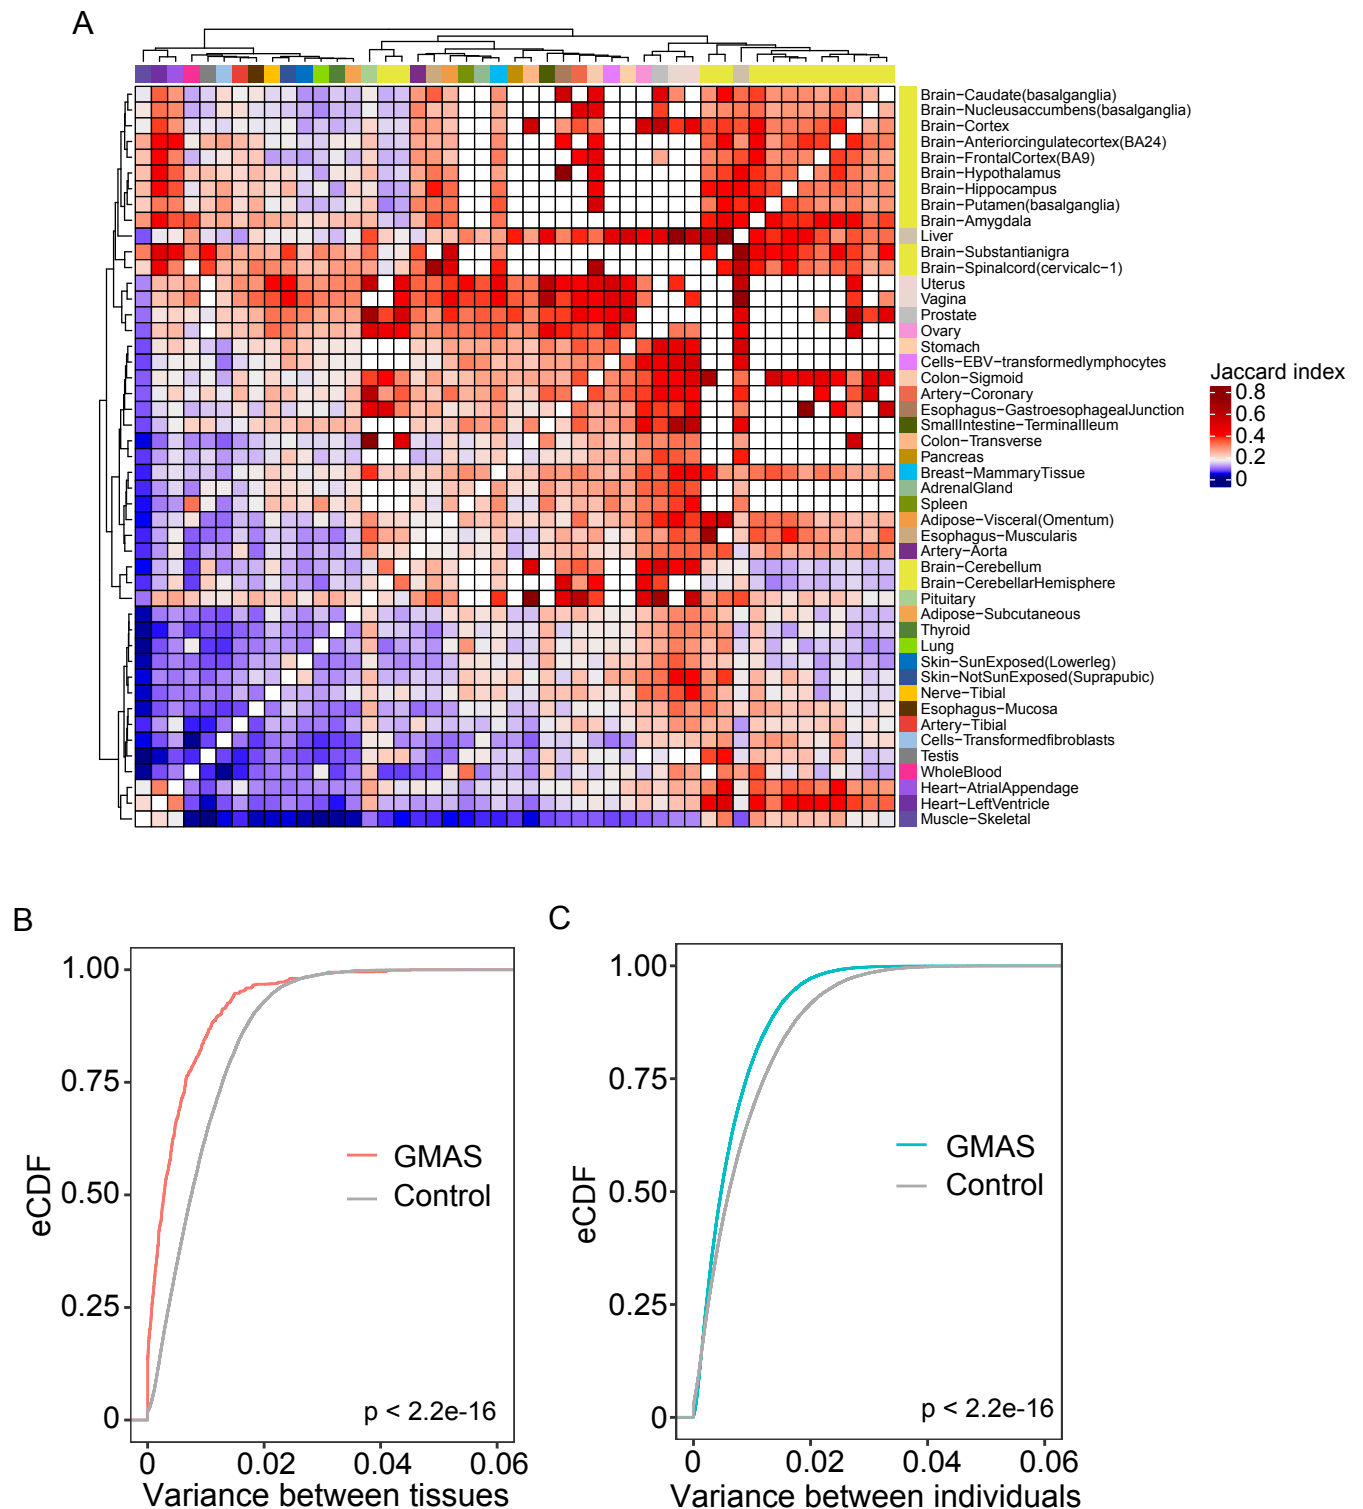 A
Brain−Caudate(basalganglia)
Brain−Nucleusaccumbens(basalganglia)
Brain−Cortex
Brain−Anteriorcingulatecortex(BA24)
Brain−FrontalCortex(BA9)
Brain−Hypothalamus
Brain−Hippocampus
Brain−Putamen(basalganglia)
Brain−Amygdala
Liver
Brain−Substantianigra
Brain−Spinalcord(cervicalc−1)
Uterus
Vagina
Prostate
Ovary
Stomach
Cells−EBV−transformedlymphocytes
Colon−Sigmoid
Artery−Coronary
Esophagus−GastroesophagealJunction
SmallIntestine−TerminalIleum
Colon−Transverse
Pancreas
Breast−MammaryTissue
AdrenalGland
Spleen
Adipose−Visceral(Omentum)
Esophagus−Muscularis
Artery−Aorta
Brain−Cerebellum
Brain−CerebellarHemisphere
Pituitary
Adipose−Subcutaneous
Thyroid
Lung
Skin−SunExposed(Lowerleg)
Skin−NotSunExposed(Suprapubic)
Nerve−Tibial
Esophagus−Mucosa
Artery−Tibial
Cells−Transformedfibroblasts
Testis
WholeBlood
Heart−AtrialAppendage
Heart−LeftVentricle
Muscle−Skeletal
Jaccard index
0.8
0.6
0.4
0.2
0
B
1.00
0.75
0.50
0.25
0
eCDF
GMAS
Control
p < 2.2e-16
0 0.02 0.04 0.06
Variance between tissues
C
1.00
0.75
0.50
0.25
0
eCDF
GMAS
Control
p < 2.2e-16
0 0.02 0.04 0.06
Variance between individuals